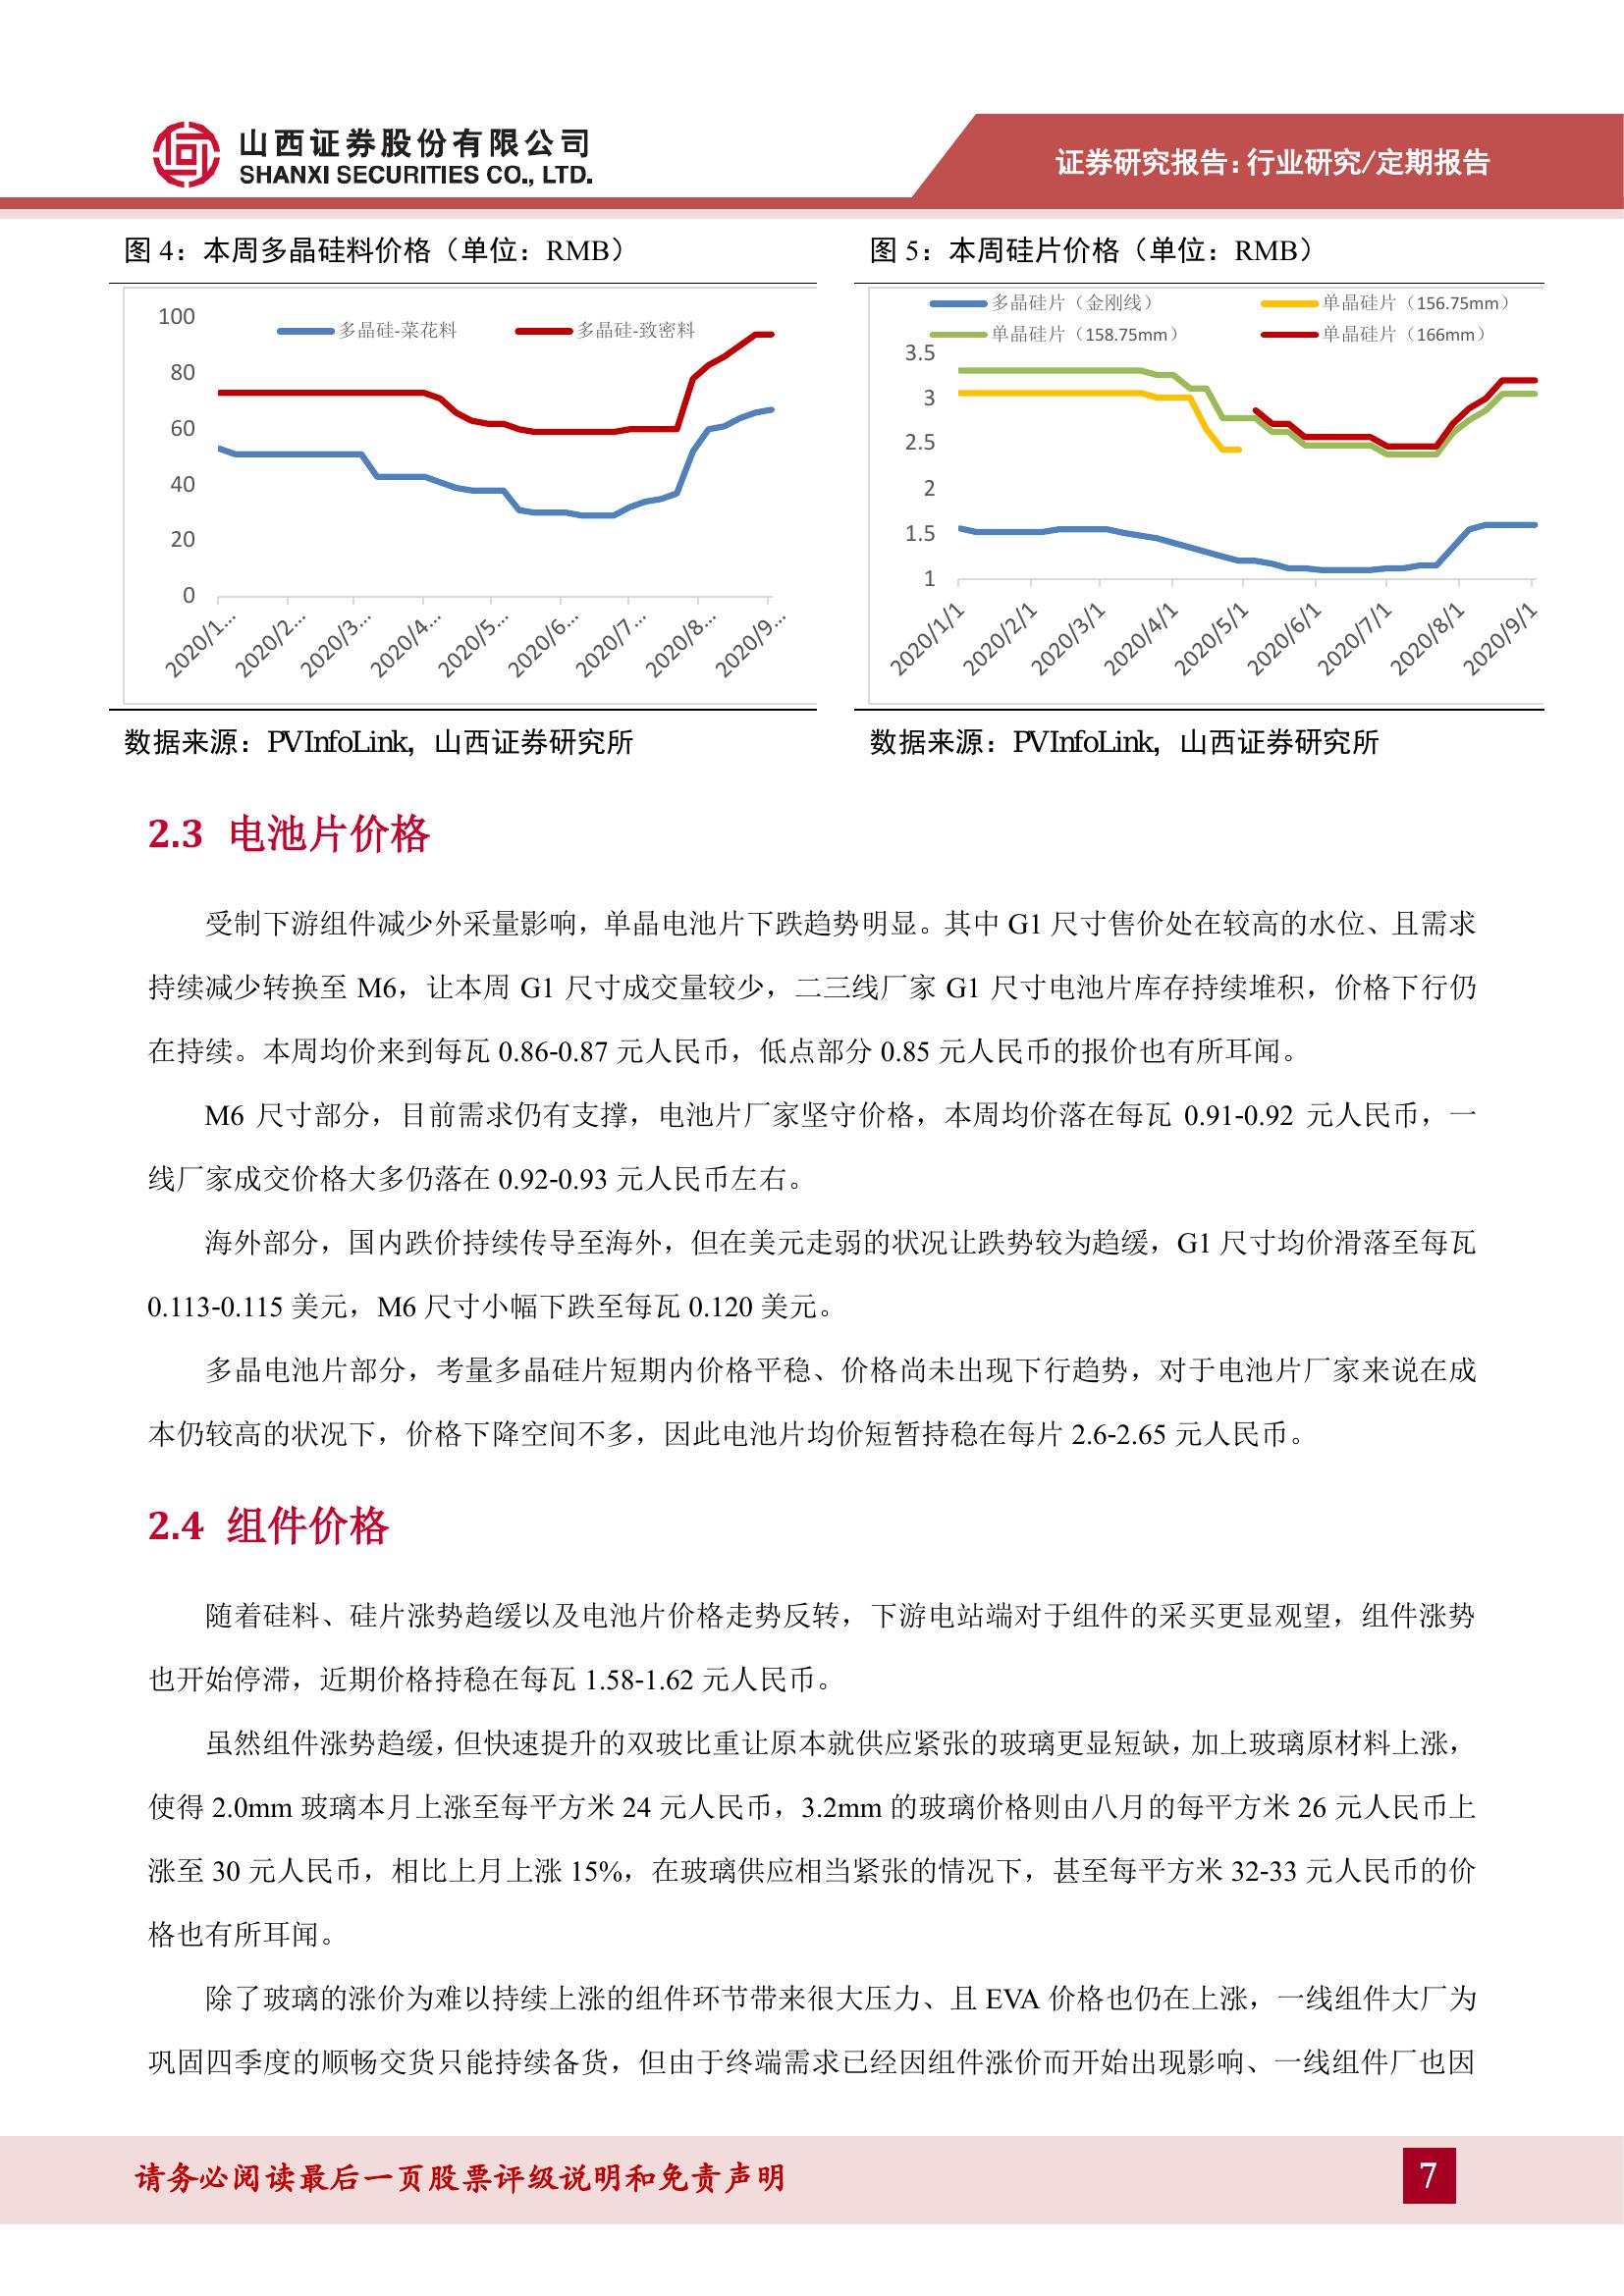 山西证券股份有限公司
SHANXI SECURITIES CO., LTD.
证券研究报告：行业研究/定期报告
图 4：本周多晶硅料价格（单位：RMB）
100
80
60
40
20
0
多晶硅-菜花料
多晶硅-致密料
2020/1…
2020/2…
2020/3…
2020/4…
2020/5…
2020/6…
2020/7…
2020/8…
2020/9…
数据来源：PVInfoLink，山西证券研究所
图 5：本周硅片价格（单位：RMB）
多晶硅片（金刚线）
单晶硅片（156.75mm）
单晶硅片（158.75mm）
单晶硅片（166mm）
3.5
3
2.5
2
1.5
1
2020/1/1
2020/2/1
2020/3/1
2020/4/1
2020/5/1
2020/6/1
2020/7/1
2020/8/1
2020/9/1
数据来源：PVInfoLink，山西证券研究所
2.3 电池片价格
受制下游组件减少外采量影响，单晶电池片下跌趋势明显。其中 G1 尺寸售价处在较高的水位、且需求
持续减少转换至 M6，让本周 G1 尺寸成交量较少，二三线厂家 G1 尺寸电池片库存持续堆积，价格下行仍
在持续。本周均价来到每瓦 0.86-0.87 元人民币，低点部分 0.85 元人民币的报价也有所耳闻。
M6 尺寸部分，目前需求仍有支撑，电池片厂家坚守价格，本周均价落在每瓦 0.91-0.92 元人民币，一
线厂家成交价格大多仍落在 0.92-0.93 元人民币左右。
海外部分，国内跌价持续传导至海外，但在美元走弱的状况让跌势较为趋缓，G1 尺寸均价滑落至每瓦
0.113-0.115 美元，M6 尺寸小幅下跌至每瓦 0.120 美元。
多晶电池片部分，考量多晶硅片短期内价格平稳、价格尚未出现下行趋势，对于电池片厂家来说在成
本仍较高的状况下，价格下降空间不多，因此电池片均价短暂持稳在每片 2.6-2.65 元人民币。
2.4 组件价格
随着硅料、硅片涨势趋缓以及电池片价格走势反转，下游电站端对于组件的采买更显观望，组件涨势
也开始停滞，近期价格持稳在每瓦 1.58-1.62 元人民币。
虽然组件涨势趋缓，但快速提升的双玻比重让原本就供应紧张的玻璃更显短缺，加上玻璃原材料上涨，
使得 2.0mm 玻璃本月上涨至每平方米 24 元人民币，3.2mm 的玻璃价格则由八月的每平方米 26 元人民币上
涨至 30 元人民币，相比上月上涨 15%，在玻璃供应相当紧张的情况下，甚至每平方米 32-33 元人民币的价
格也有所耳闻。
除了玻璃的涨价为难以持续上涨的组件环节带来很大压力、且 EVA 价格也仍在上涨，一线组件大厂为
巩固四季度的顺畅交货只能持续备货，但由于终端需求已经因组件涨价而开始出现影响、一线组件厂也因
请务必阅读最后一页股票评级说明和免责声明
7